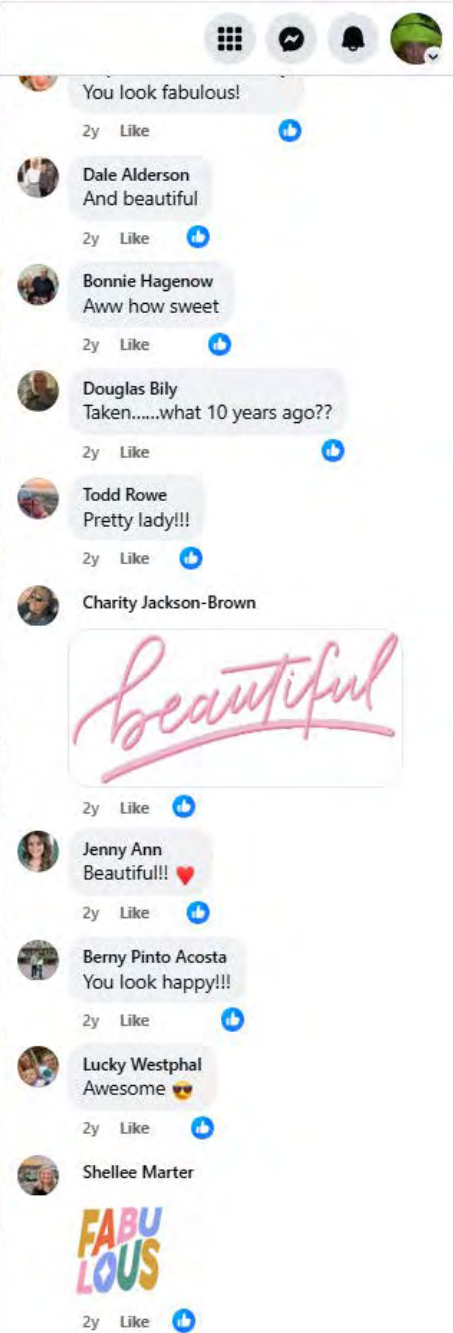 You look fabulous!
2y Like
Dale Alderson
And beautiful
2y Like
Bonnie Hagenow
Aww how sweet
2y Like
Douglas Bily
Taken......what 10 years ago??
2y Like
Todd Rowe
Pretty lady!!!
2y Like
Charity Jackson-Brown
beautiful
2y Like
Jenny Ann
Beautiful!! ❤️
2y Like
Berny Pinto Acosta
You look happy!!!
2y Like
Lucky Westphal
Awesome 😎
2y Like
Shellee Marter
FABU
LOUS
2y Like